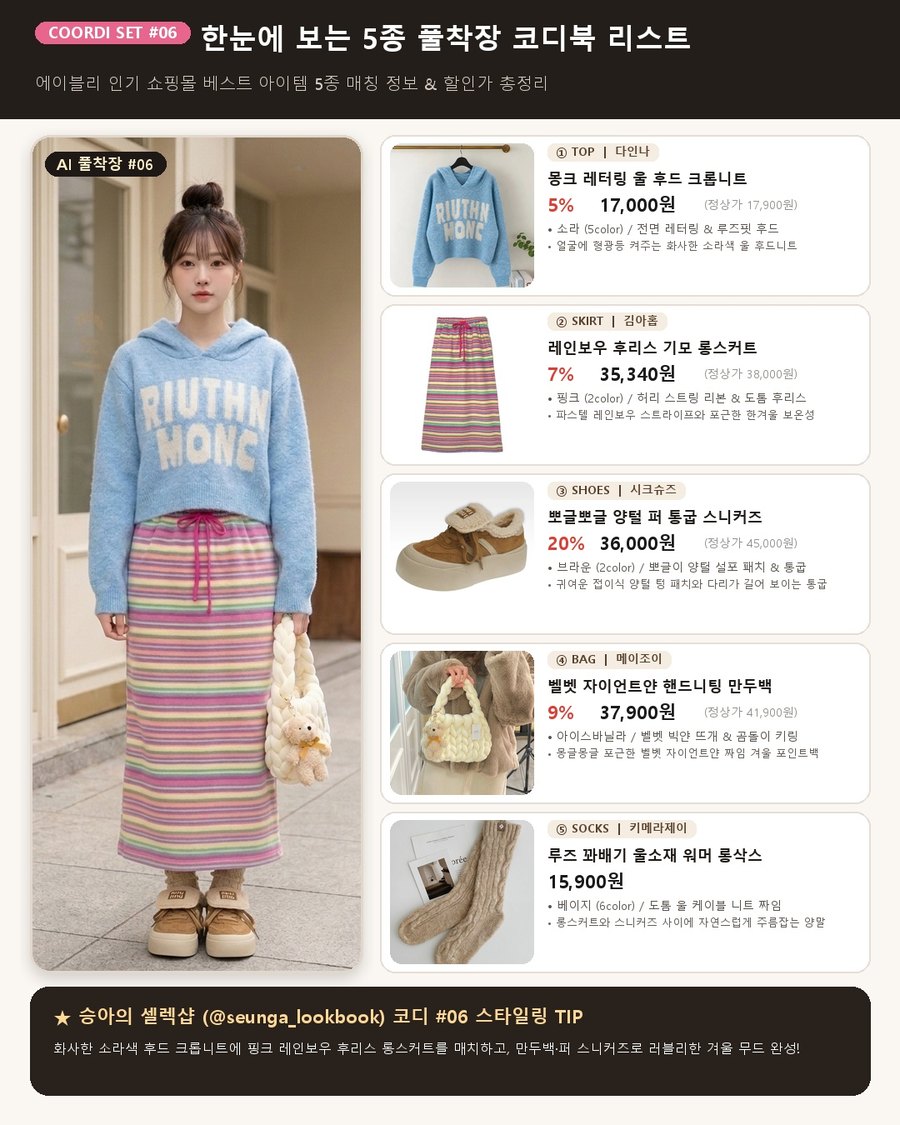 COORDI SET #06
한눈에 보는 5종 풀착장 코디북 리스트
에이블리 인기 쇼핑몰 베스트 아이템 5종 매칭 정보 & 할인가 총정리
AI 풀착장 #06
RIUTHN
MONC
① TOP | 다인나
몽크 레터링 울 후드 크롭니트
5% 17,000원 (정상가 17,900원)
• 소라 (5color) / 전면 레터링 & 루즈핏 후드
• 얼굴에 형광등 켜주는 화사한 소라색 울 후드니트
RIUTHN
MONC
② SKIRT | 김아홉
레인보우 후리스 기모 롱스커트
7% 35,340원 (정상가 38,000원)
• 핑크 (2color) / 허리 스트링 리본 & 도톰 후리스
• 파스텔 레인보우 스트라이프와 포근한 한겨울 보온성
③ SHOES | 시크슈즈
뽀글뽀글 양털 퍼 통굽 스니커즈
20% 36,000원 (정상가 45,000원)
• 브라운 (2color) / 뽀글이 양털 설포 패치 & 통굽
• 귀여운 접이식 양털 텅 패치와 다리가 길어 보이는 통굽
④ BAG | 메이조이
벨벳 자이언트얀 핸드니팅 만두백
9% 37,900원 (정상가 41,900원)
• 아이스바닐라 / 벨벳 빅얀 뜨개 & 곰돌이 키링
• 몽글몽글 포근한 벨벳 자이언트얀 짜임 겨울 포인트백
⑤ SOCKS | 키메라제이
루즈 꽈배기 울소재 워머 롱삭스
15,900원
• 베이지 (6color) / 도톰 울 케이블 니트 짜임
• 롱스커트와 스니커즈 사이에 자연스럽게 주름잡는 양말
★ 승아의 셀렉샵 (@seunga_lookbook) 코디 #06 스타일링 TIP
화사한 소라색 후드 크롭니트에 핑크 레인보우 후리스 롱스커트를 매치하고, 만두백·퍼 스니커즈로 러블리한 겨울 무드 완성!